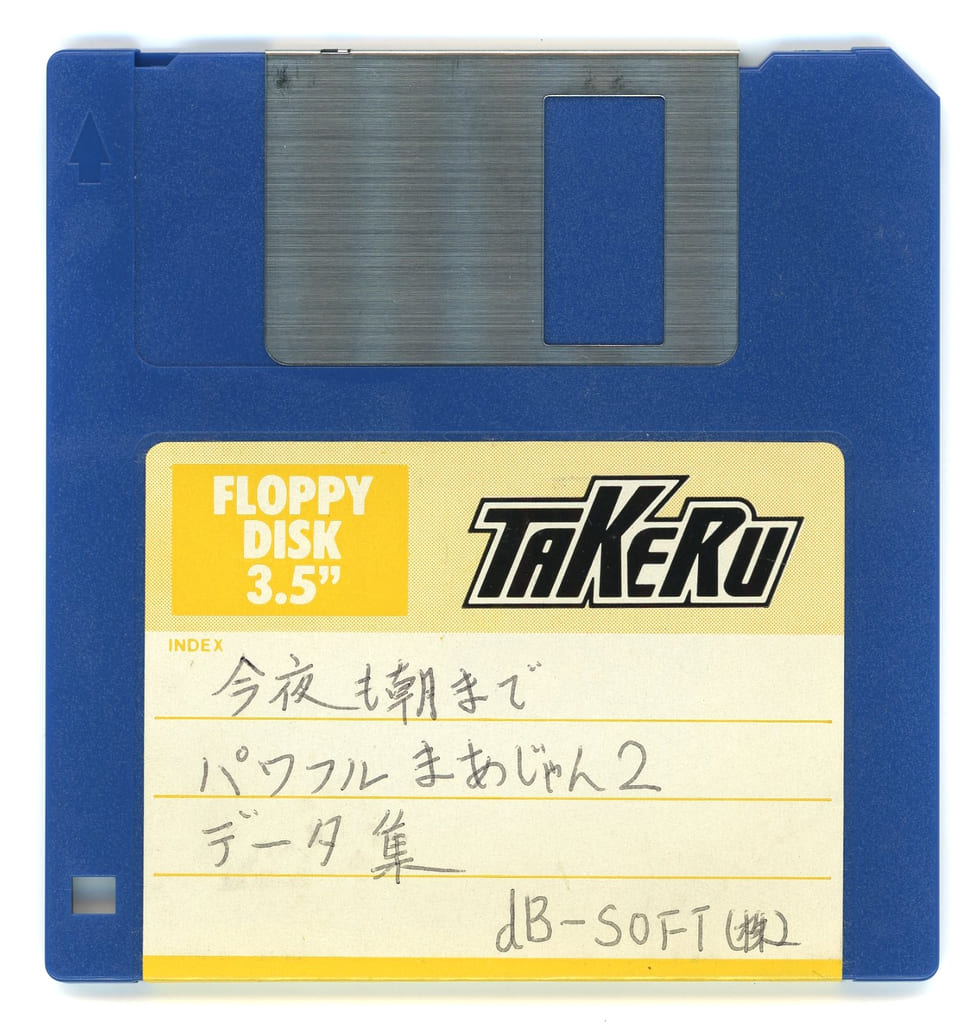 FLOPPY
DISK
3.5”
TAKERU
INDEX
今夜も朝まで
パワフルまあじゃん2
データ集
dB-SOFT(株)